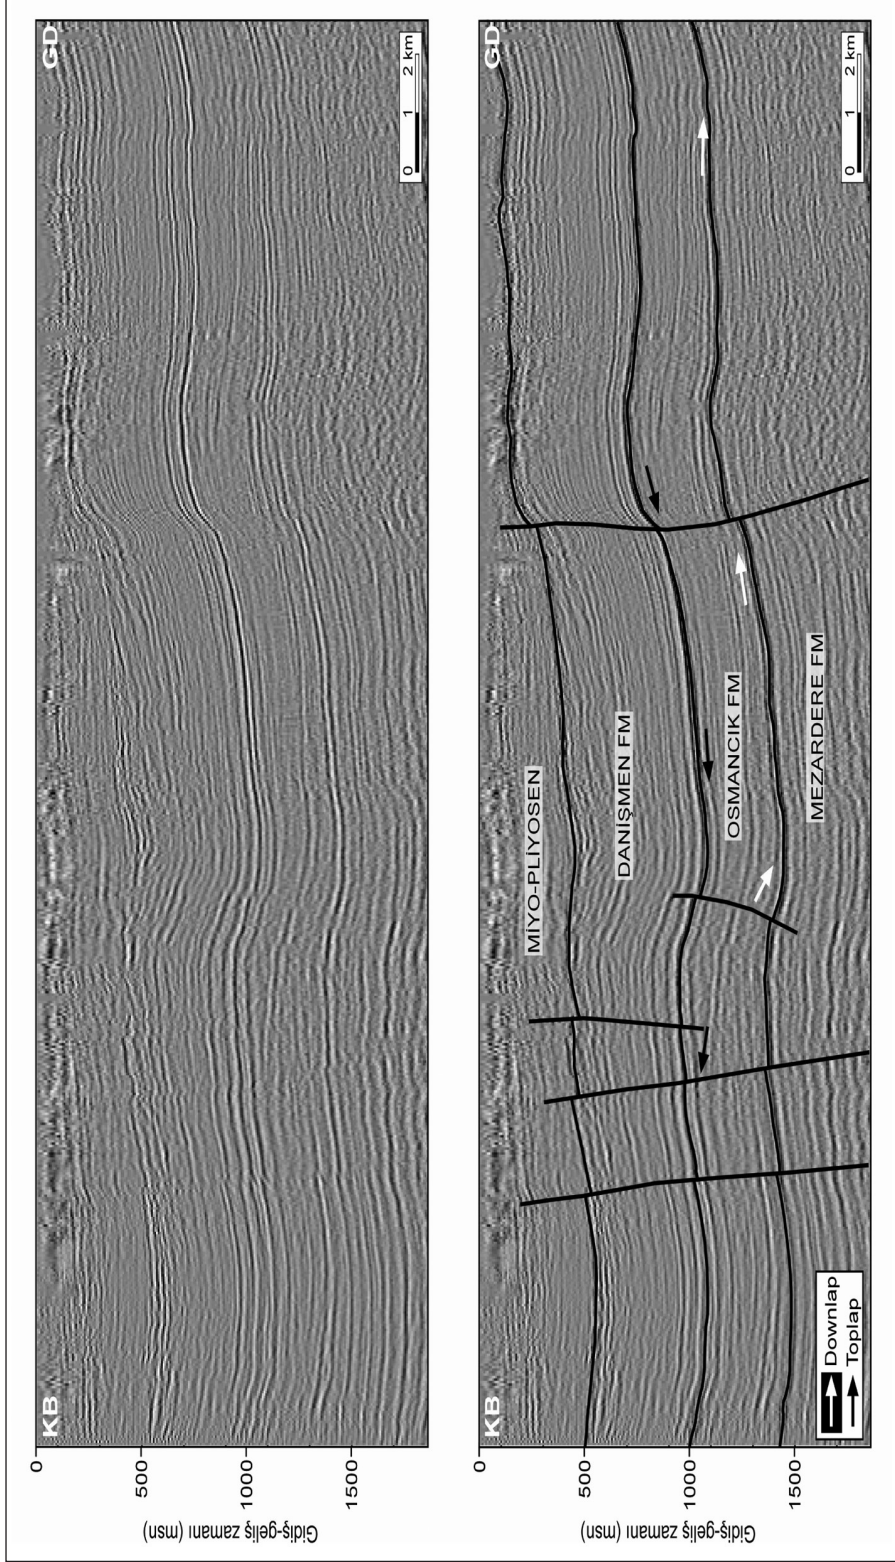 KB
GD
0
500
1000
1500
Gidiş-geliş zamanı (msn)
0 1 2 km
KB
GD
0
500
1000
1500
Gidiş-geliş zamanı (msn)
MİYO-PLİYOSEN
DANİŞMEN FM
OSMANCIK FM
MEZARDERE FM
Downlap
Toplap
0 1 2 km